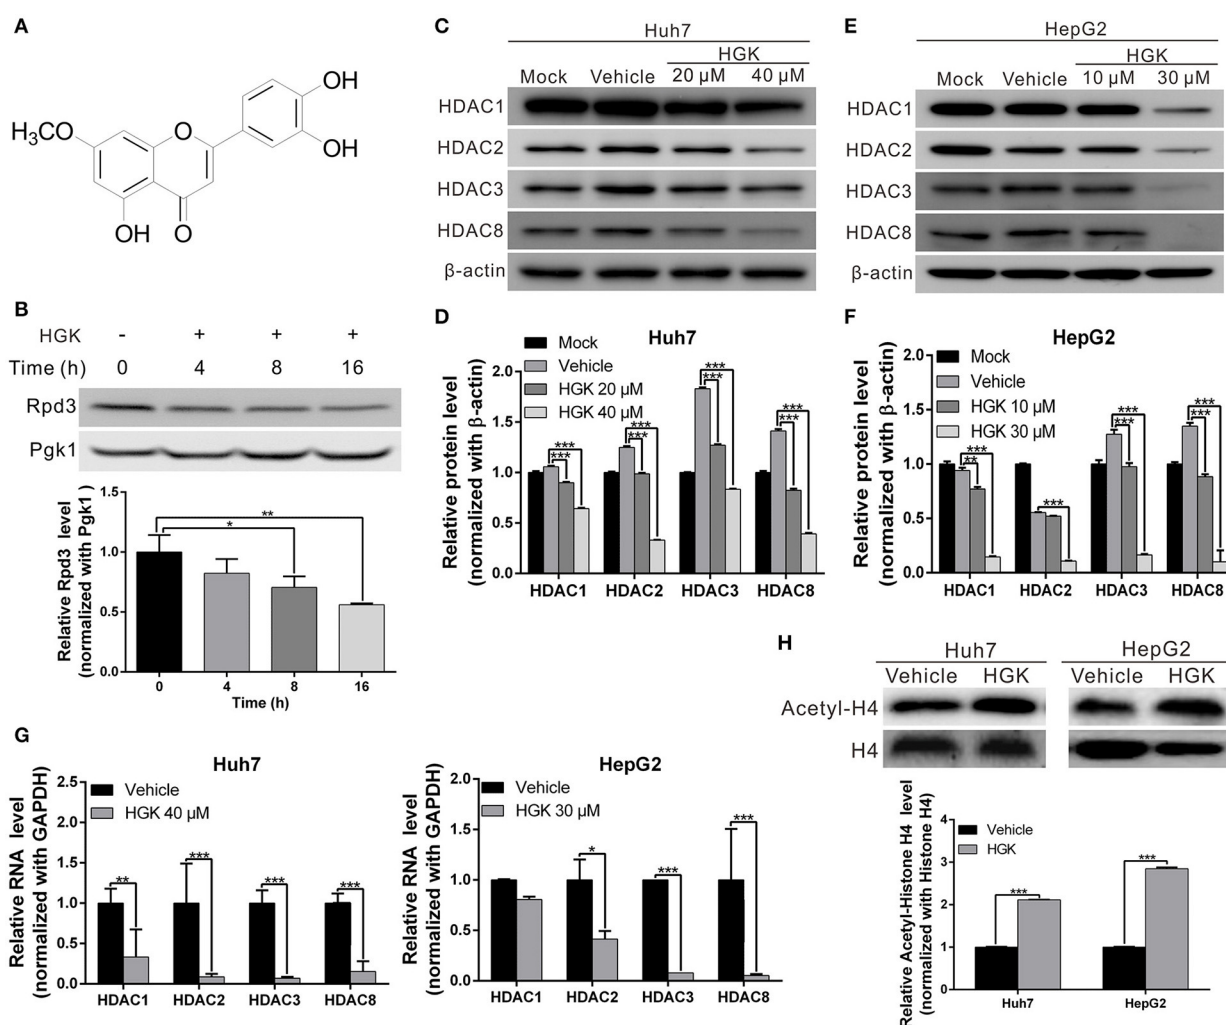 A
OH
H₃CO
O
OH
OH
O
B
HGK - + + +
Time (h) 0 4 8 16
Rpd3
Pgk1
Relative Rpd3 level
(normalized with Pgk1)
1.5
1.0
0.5
0.0
*
**
0 4 8 16
Time (h)
C
Huh7
HGK
Mock Vehicle 20 µM 40 µM
HDAC1
HDAC2
HDAC3
HDAC8
β-actin
D
Huh7
Mock
Vehicle
HGK 20 µM
HGK 40 µM
Relative protein level
(normalized with β-actin)
2.0
1.5
1.0
0.5
0.0
*** *** *** ***
*** *** *** ***
HDAC1 HDAC2 HDAC3 HDAC8
E
HepG2
HGK
Mock Vehicle 10 µM 30 µM
HDAC1
HDAC2
HDAC3
HDAC8
β-actin
F
HepG2
Mock
Vehicle
HGK 10 µM
HGK 30 µM
Relative protein level
(normalized with β-actin)
2.0
1.5
1.0
0.5
0.0
*** *** *** ***
** *** ***
HDAC1 HDAC2 HDAC3 HDAC8
G
Huh7
Vehicle
HGK 40 µM
Relative RNA level
(normalized with GAPDH)
2.5
2.0
1.5
1.0
0.5
0.0
** *** *** ***
HDAC1 HDAC2 HDAC3 HDAC8
HepG2
Vehicle
HGK 30 µM
Relative RNA level
(normalized with GAPDH)
2.0
1.5
1.0
0.5
0.0
* *** ***
HDAC1 HDAC2 HDAC3 HDAC8
H
Huh7 HepG2
Vehicle HGK Vehicle HGK
Acetyl-H4
H4
Vehicle
HGK
Relative Acetyl-Histone H4 level
(normalized with Histone H4)
4
3
2
1
0
*** ***
Huh7 HepG2